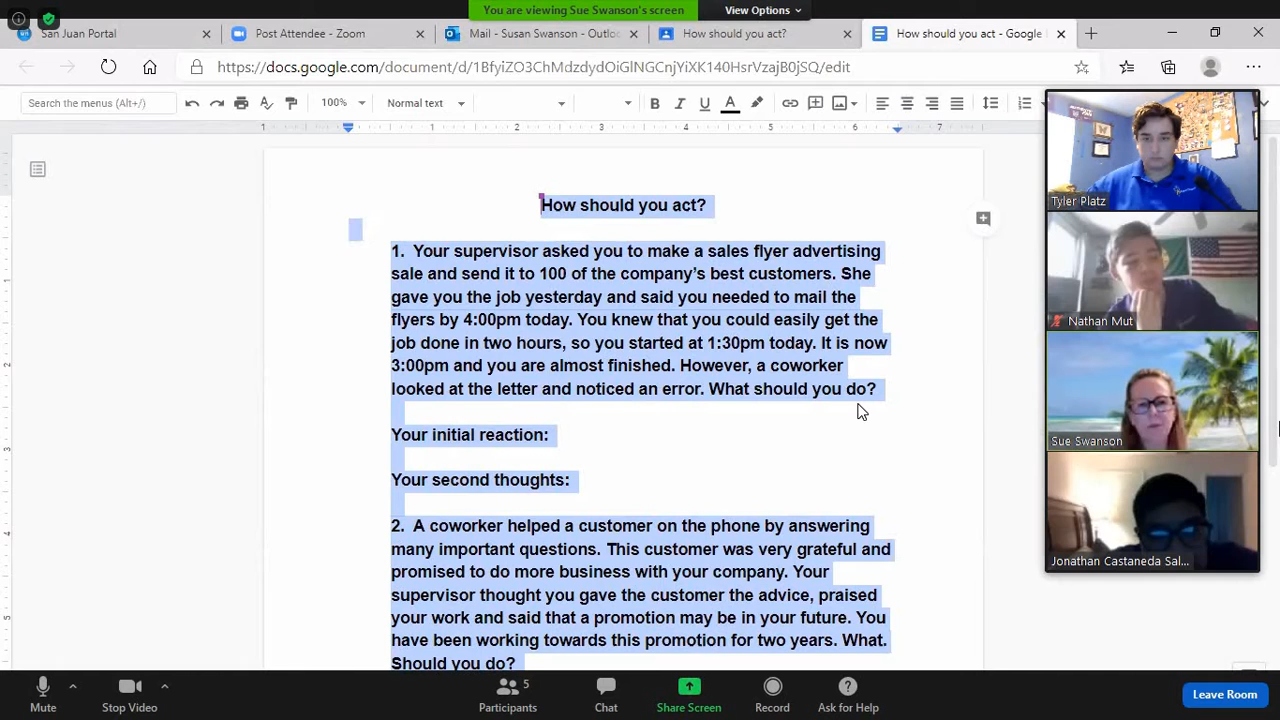 You are viewing Sue Swanson's screen
View Options
San Juan Portal
Post Attendee - Zoom
Mail - Susan Swanson - Outloo
How should you act?
How should you act - Google
https://docs.google.com/document/d/1BfyiZO3ChMdzdydOiGlNGCnjYiXK140HsrVzajB0jSQ/edit
Search the menus (Alt+/)
100%
Normal text
B I U A
1 1 2 3 4 5 6 7
How should you act?
1. Your supervisor asked you to make a sales flyer advertising
sale and send it to 100 of the company's best customers. She
gave you the job yesterday and said you needed to mail the
flyers by 4:00pm today. You knew that you could easily get the
job done in two hours, so you started at 1:30pm today. It is now
3:00pm and you are almost finished. However, a coworker
looked at the letter and noticed an error. What should you do?
Your initial reaction:
Your second thoughts:
2. A coworker helped a customer on the phone by answering
many important questions. This customer was very grateful and
promised to do more business with your company. Your
supervisor thought you gave the customer the advice, praised
your work and said that a promotion may be in your future. You
have been working towards this promotion for two years. What.
Should you do?
Tyler Platz
Nathan Mut
Sue Swanson
Jonathan Castaneda Sal...
Mute
Stop Video
Participants
5
Chat
Share Screen
Record
Ask for Help
Leave Room